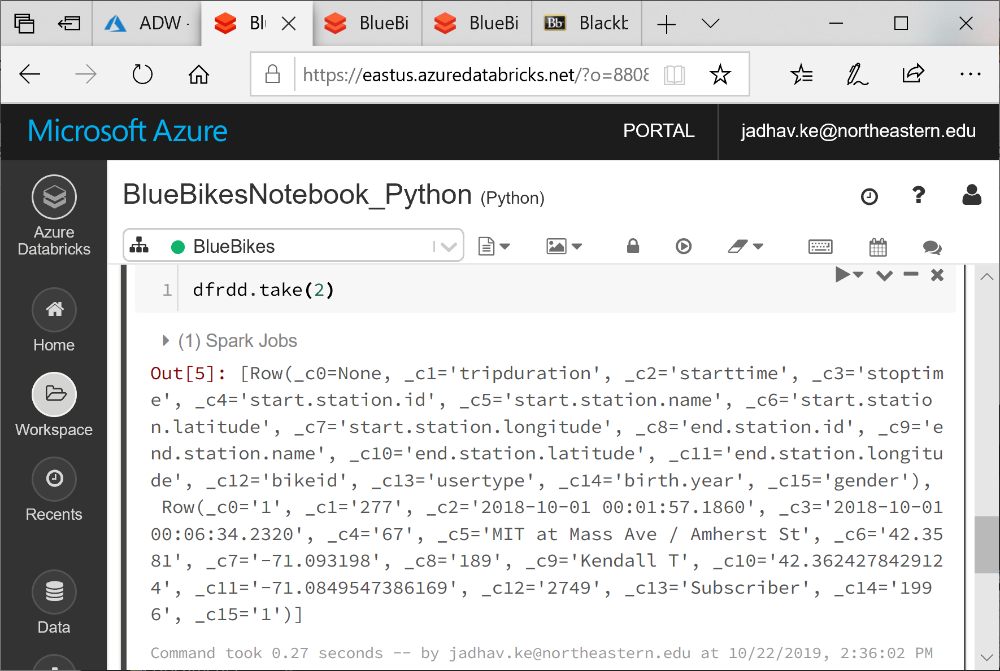 ADW -
Bl
BlueBi
BlueBi
Bb
Blackb
https://eastus.azuredatabricks.net/?o=8808
Microsoft Azure
PORTAL
jadhav.ke@northeastern.edu
Azure
Databricks
Home
Workspace
Recents
Data
BlueBikesNotebook_Python (Python)
?
BlueBikes
1 dfrdd.take(2)
(1) Spark Jobs
Out[5]: [Row(_c0=None, _c1='tripduration', _c2='starttime', _c3='stoptim
e', _c4='start.station.id', _c5='start.station.name', _c6='start.statio
n.latitude', _c7='start.station.longitude', _c8='end.station.id', _c9='e
nd.station.name', _c10='end.station.latitude', _c11='end.station.longitu
de', _c12='bikeid', _c13='usertype', _c14='birth.year', _c15='gender'),
Row(_c0='1', _c1='277', _c2='2018-10-01 00:01:57.1860', _c3='2018-10-01
00:06:34.2320', _c4='67', _c5='MIT at Mass Ave / Amherst St', _c6='42.35
81', _c7='-71.093198', _c8='189', _c9='Kendall T', _c10='42.362427842912
4', _c11='-71.0849547386169', _c12='2749', _c13='Subscriber', _c14='199
6', _c15='1')]
Command took 0.27 seconds -- by jadhav.ke@northeastern.edu at 10/22/2019, 2:36:02 PM